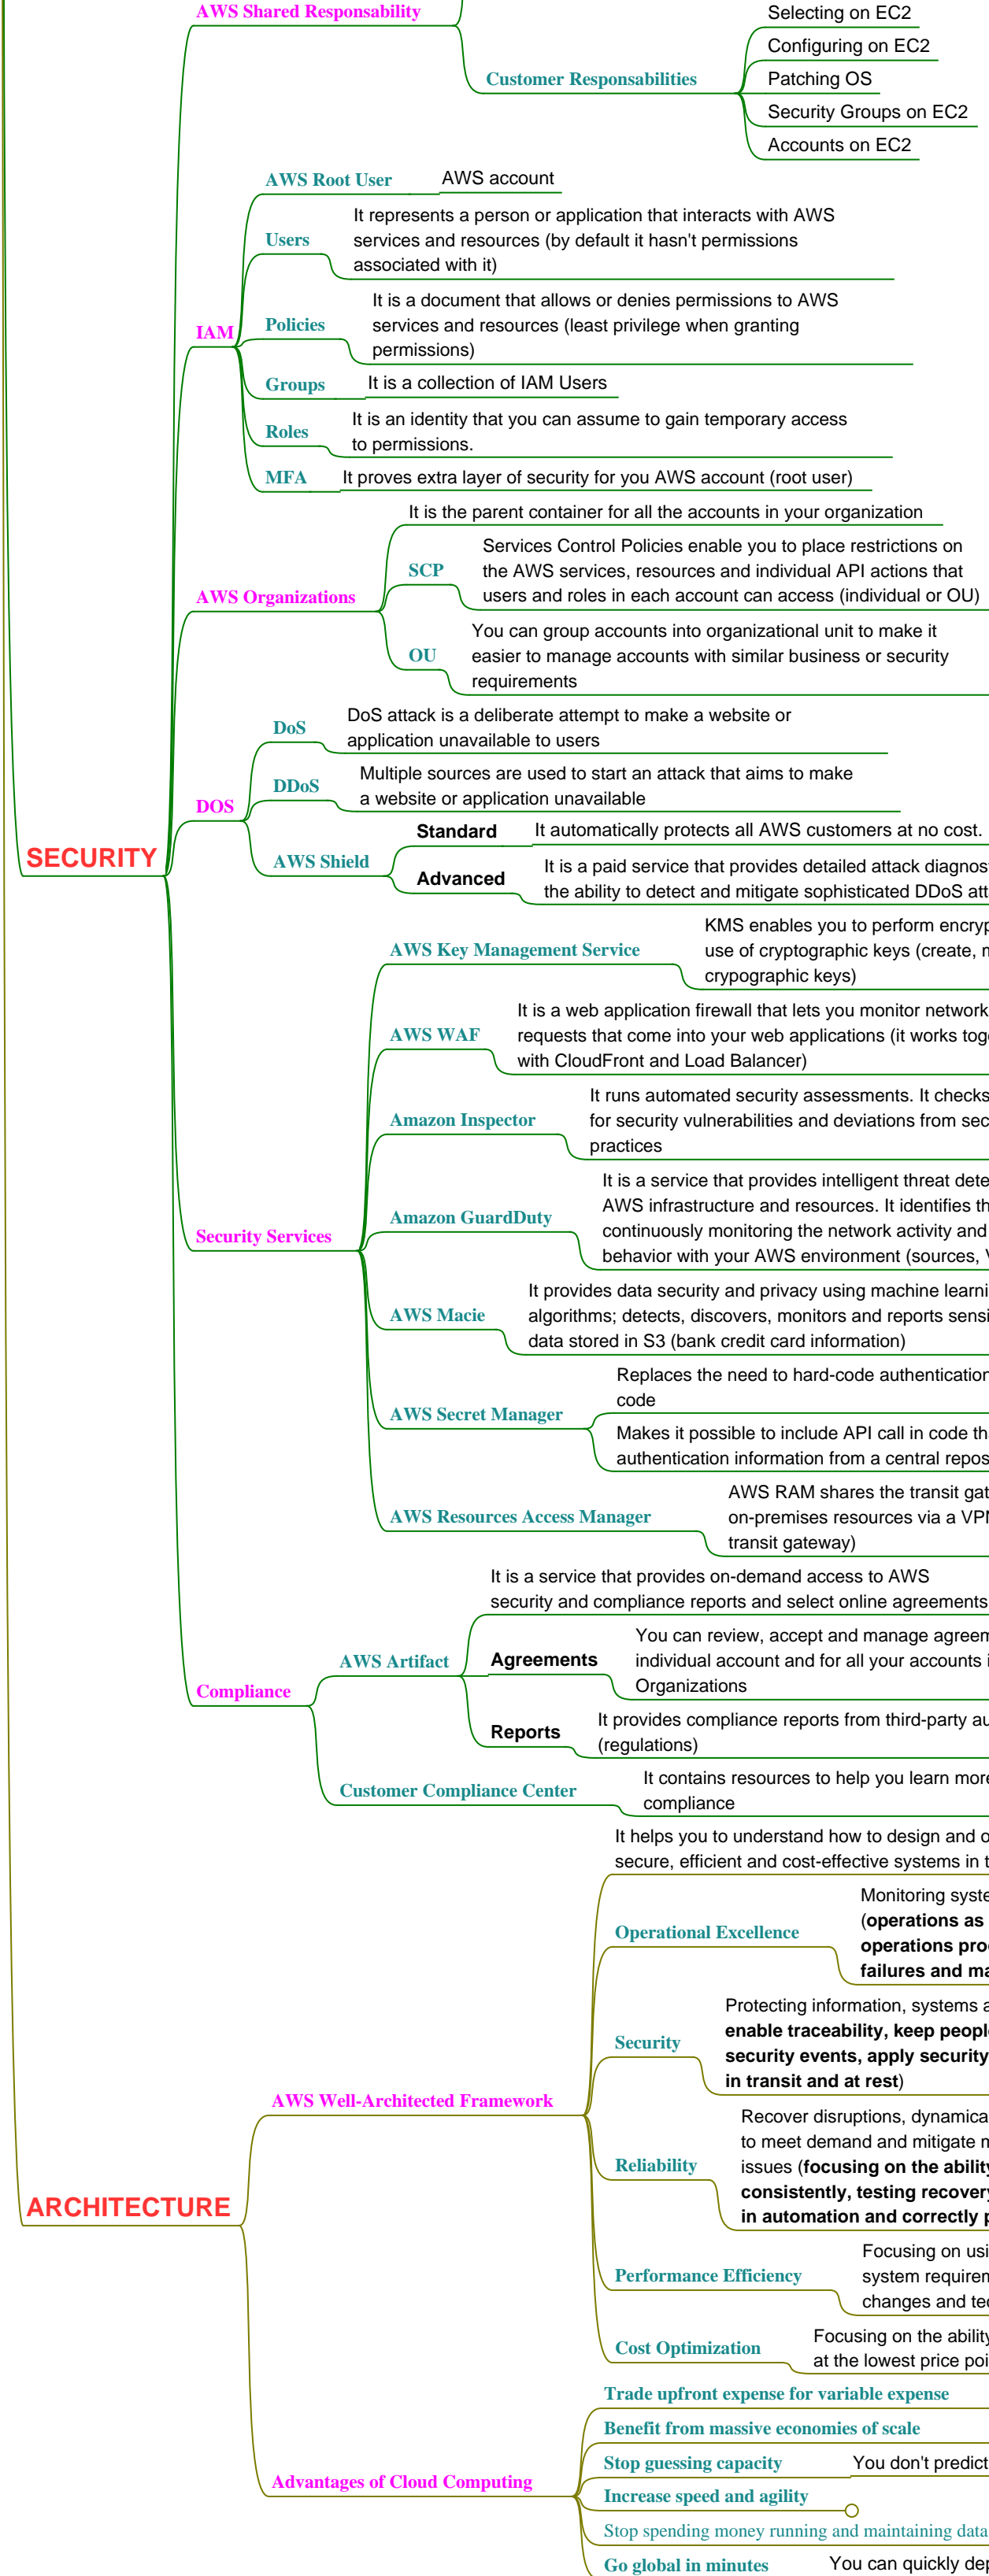 AWS Shared Responsability
Selecting on EC2
Configuring on EC2
Customer Responsabilities
Patching OS
Security Groups on EC2
Accounts on EC2
AWS Root User
AWS account
Users
It represents a person or application that interacts with AWS
services and resources (by default it hasn't permissions
associated with it)
IAM
Policies
It is a document that allows or denies permissions to AWS
services and resources (least privilege when granting
permissions)
Groups
It is a collection of IAM Users
Roles
It is an identity that you can assume to gain temporary access
to permissions.
MFA
It proves extra layer of security for you AWS account (root user)
AWS Organizations
It is the parent container for all the accounts in your organization
SCP
Services Control Policies enable you to place restrictions on
the AWS services, resources and individual API actions that
users and roles in each account can access (individual or OU)
OU
You can group accounts into organizational unit to make it
easier to manage accounts with similar business or security
requirements
DoS
DoS attack is a deliberate attempt to make a website or
application unavailable to users
DDoS
Multiple sources are used to start an attack that aims to make
a website or application unavailable
DOS
SECURITY
AWS Shield
Standard
It automatically protects all AWS customers at no cost.
Advanced
It is a paid service that provides detailed attack
the ability to detect and mitigate sophisticated DDoS
AWS Key Management Service
KMS enables you to perform
use of cryptographic keys (create,
crypographic keys)
AWS WAF
It is a web application firewall that lets you monitor network
requests that come into your web applications (it works
with CloudFront and Load Balancer)
Amazon Inspector
It runs automated security assessments. It checks
for security vulnerabilities and deviations from
practices
Security Services
Amazon GuardDuty
It is a service that provides intelligent threat
AWS infrastructure and resources. It identifies
continuously monitoring the network activity and
behavior with your AWS environment (sources,
AWS Macie
It provides data security and privacy using machine
algorithms; detects, discovers, monitors and reports
data stored in S3 (bank credit card information)
AWS Secret Manager
Replaces the need to hard-code authentication
code
Makes it possible to include API call in code
authentication information from a central
AWS Resources Access Manager
AWS RAM shares the transit
on-premises resources via a
transit gateway)
Compliance
AWS Artifact
It is a service that provides on-demand access to AWS
security and compliance reports and select online agreements
Agreements
You can review, accept and manage
individual account and for all your accounts
Organizations
Reports
It provides compliance reports from third-party
(regulations)
Customer Compliance Center
It contains resources to help you learn more
compliance
It helps you to understand how to design and
secure, efficient and cost-effective systems in
Operational Excellence
Monitoring
(operations as
operations
failures and
Security
Protecting information, systems
enable traceability, keep
security events, apply security
in transit and at rest)
AWS Well-Architected Framework
Reliability
Recover disruptions,
to meet demand and mitigate
issues (focusing on the
consistently, testing
in automation and correctly
ARCHITECTURE
Performance Efficiency
Focusing on
system
changes and
Cost Optimization
Focusing on the
at the lowest price
Advantages of Cloud Computing
Trade upfront expense for variable expense
Benefit from massive economies of scale
Stop guessing capacity
You don't predict
Increase speed and agility
Stop spending money running and maintaining data
Go global in minutes
You can quickly